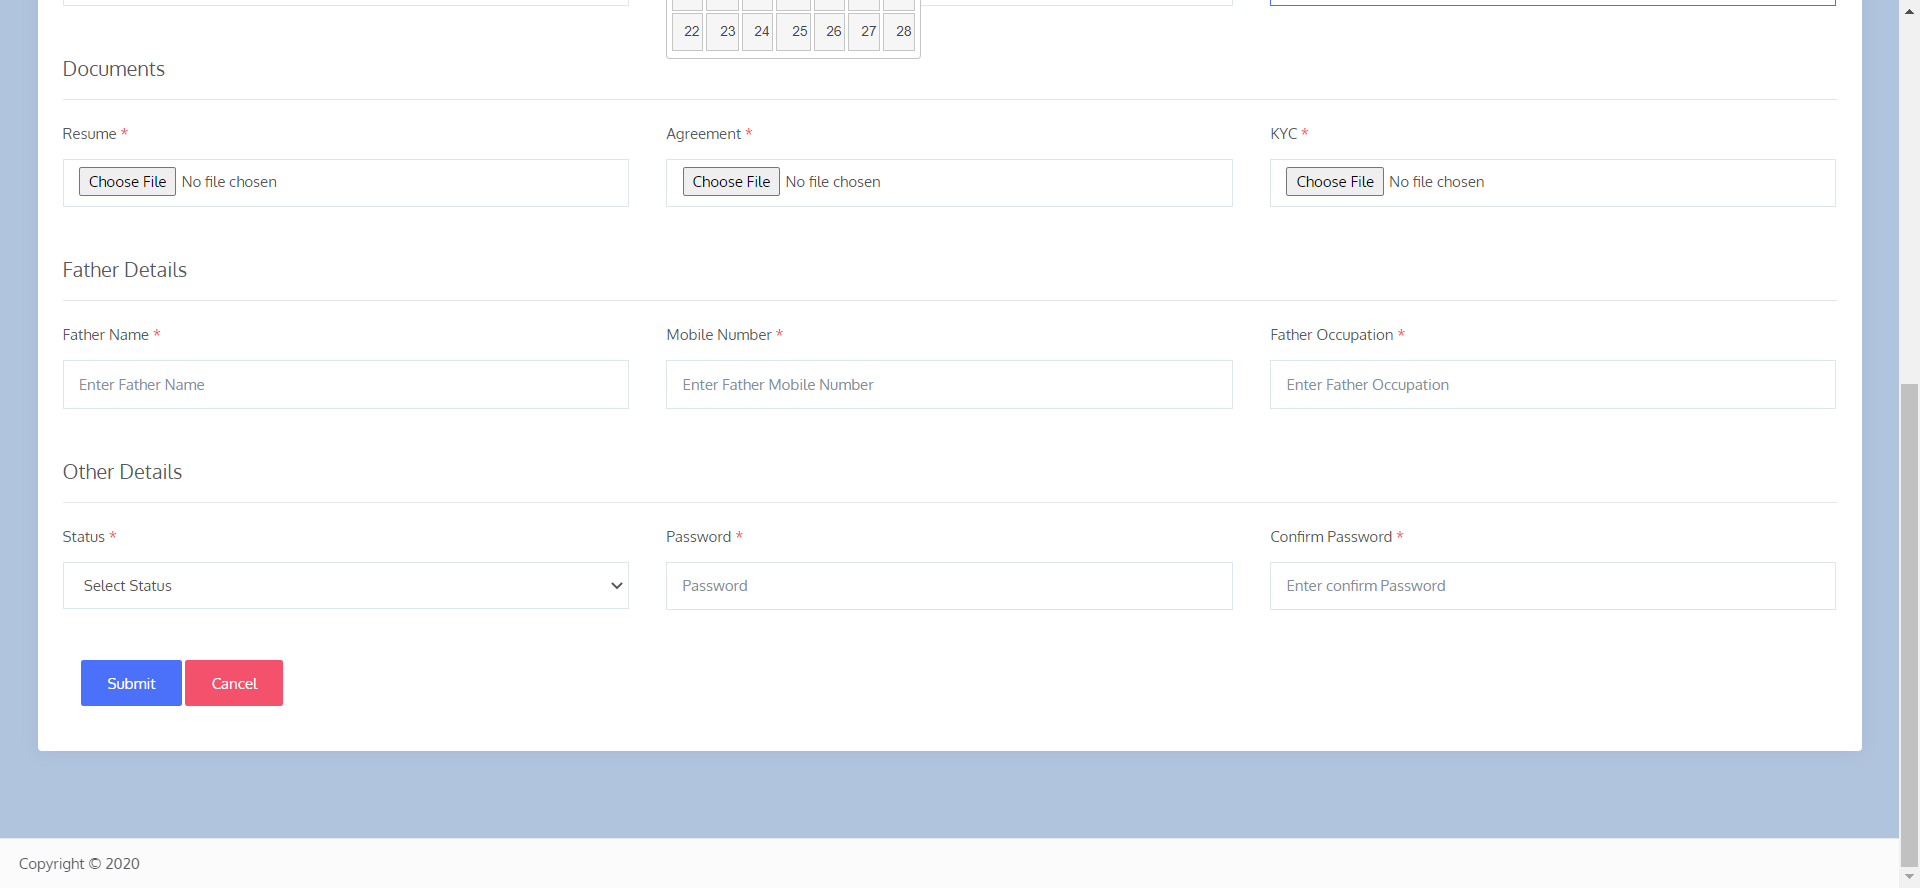 22 23 24 25 26 27 28
Documents
Resume * Agreement * KYC *
Choose File No file chosen Choose File No file chosen Choose File No file chosen
Father Details
Father Name * Mobile Number * Father Occupation *
Enter Father Name Enter Father Mobile Number Enter Father Occupation
Other Details
Status * Password * Confirm Password *
Select Status Password Enter confirm Password
Submit Cancel
Copyright © 2020